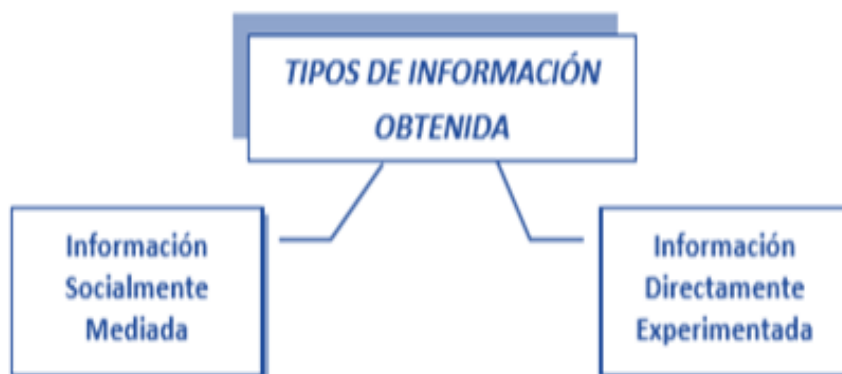 TIPOS DE INFORMACIÓN
OBTENIDA
Información
Socialmente
Mediada
Información
Directamente
Experimentada